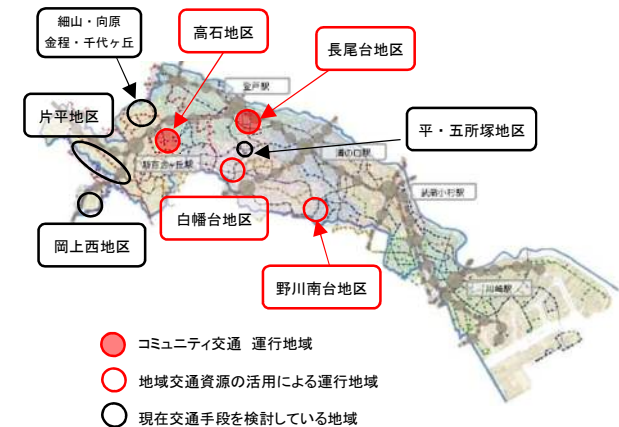 細山・向原
金程・千代ヶ丘
高石地区
長尾台地区
登戸駅
片平地区
平・五所塚地区
溝の口駅
新百合ヶ丘駅
武蔵小杉駅
白幡台地区
岡上西地区
野川南台地区
川崎駅
コミュニティ交通 運行地域
地域交通資源の活用による運行地域
現在交通手段を検討している地域